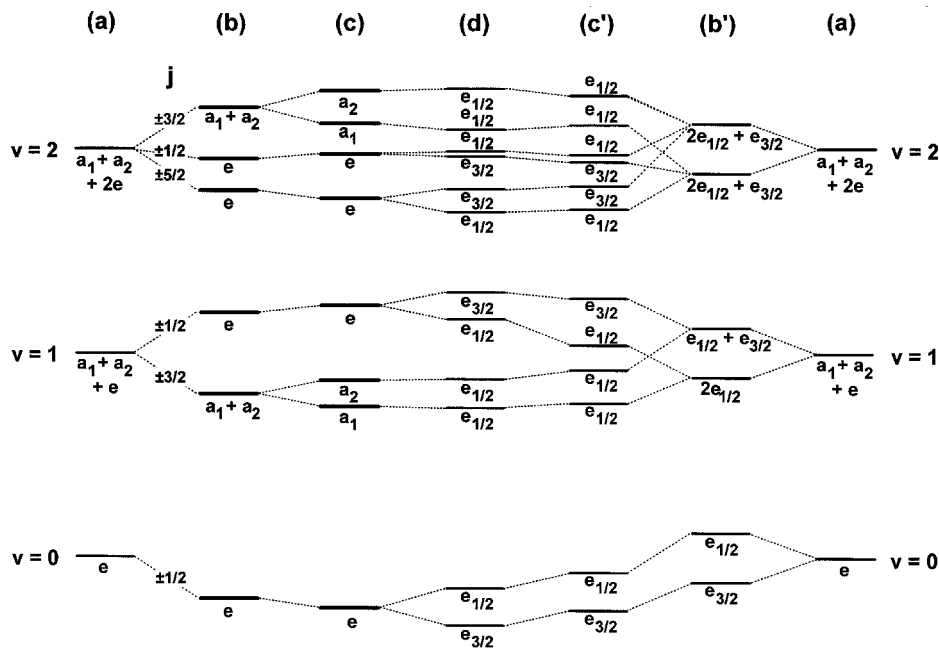 (a) (b) (c) (d) (c') (b') (a)
j
v = 2 a₁ + a₂ + 2e ±3/2 ±1/2 ±5/2 v = 2
a₁ + a₂
e
e
a₂
a₁
e
e
e₁/₂
e₁/₂
e₁/₂
e₃/₂
e₃/₂
e₁/₂
e₁/₂
e₁/₂
e₁/₂
e₃/₂
e₃/₂
e₁/₂
2e₁/₂ + e₃/₂
2e₁/₂ + e₃/₂
a₁ + a₂
+ 2e
v = 1 v = 1
a₁ + a₂
+ e
±1/2
±3/2
e
a₁ + a₂
e
a₂
a₁
e₃/₂
e₁/₂
e₁/₂
e₁/₂
e₃/₂
e₁/₂
e₁/₂
e₁/₂
e₁/₂ + e₃/₂
2e₁/₂
a₁ + a₂
+ e
v = 0 v = 0
e
±1/2
e
e
e₁/₂
e₃/₂
e₁/₂
e₃/₂
e₁/₂
e₃/₂
e